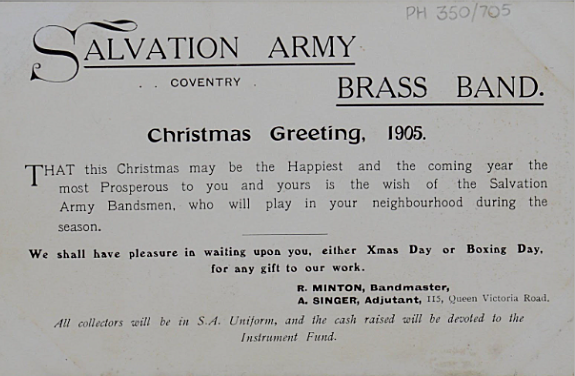 PH 350/705
SALVATION ARMY
. . COVENTRY .
BRASS BAND.
Christmas Greeting, 1905.
THAT this Christmas may be the Happiest and the coming year the
most Prosperous to you and yours is the wish of the Salvation
Army Bandsmen, who will play in your neighbourhood during the
season.
We shall have pleasure in waiting upon you, either Xmas Day or Boxing Day,
for any gift to our work.
R. MINTON, Bandmaster,
A. SINGER, Adjutant, 115, Queen Victoria Road.
All collectors will be in S.A. Uniform, and the cash raised will be devoted to the
Instrument Fund.